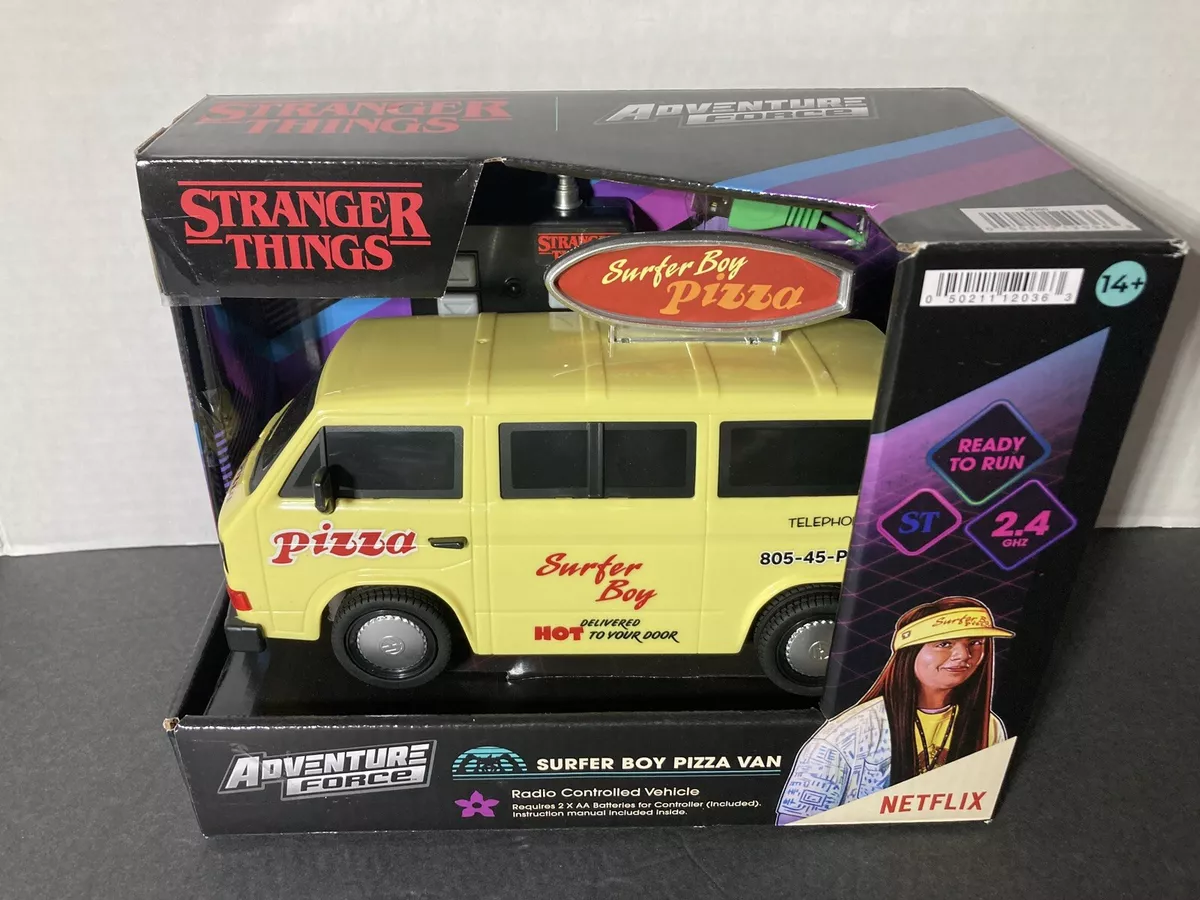 STRANGER
THINGS
ADVENTURE
FORCE
STRANGER
THINGS
STRANGER
Surfer Boy
Pizza
0 50211 12036 3
14+
READY
TO RUN
ST
2.4
GHZ
TELEPHO
805-45-P
Pizza
Surfer
Boy
HOT DELIVERED
TO YOUR DOOR
Surfer B
ADVENTURE
FORCE
SURFER BOY PIZZA VAN
Radio Controlled Vehicle
Requires 2 X AA Batteries for Controller (Included).
Instruction manual included inside.
NETFLIX